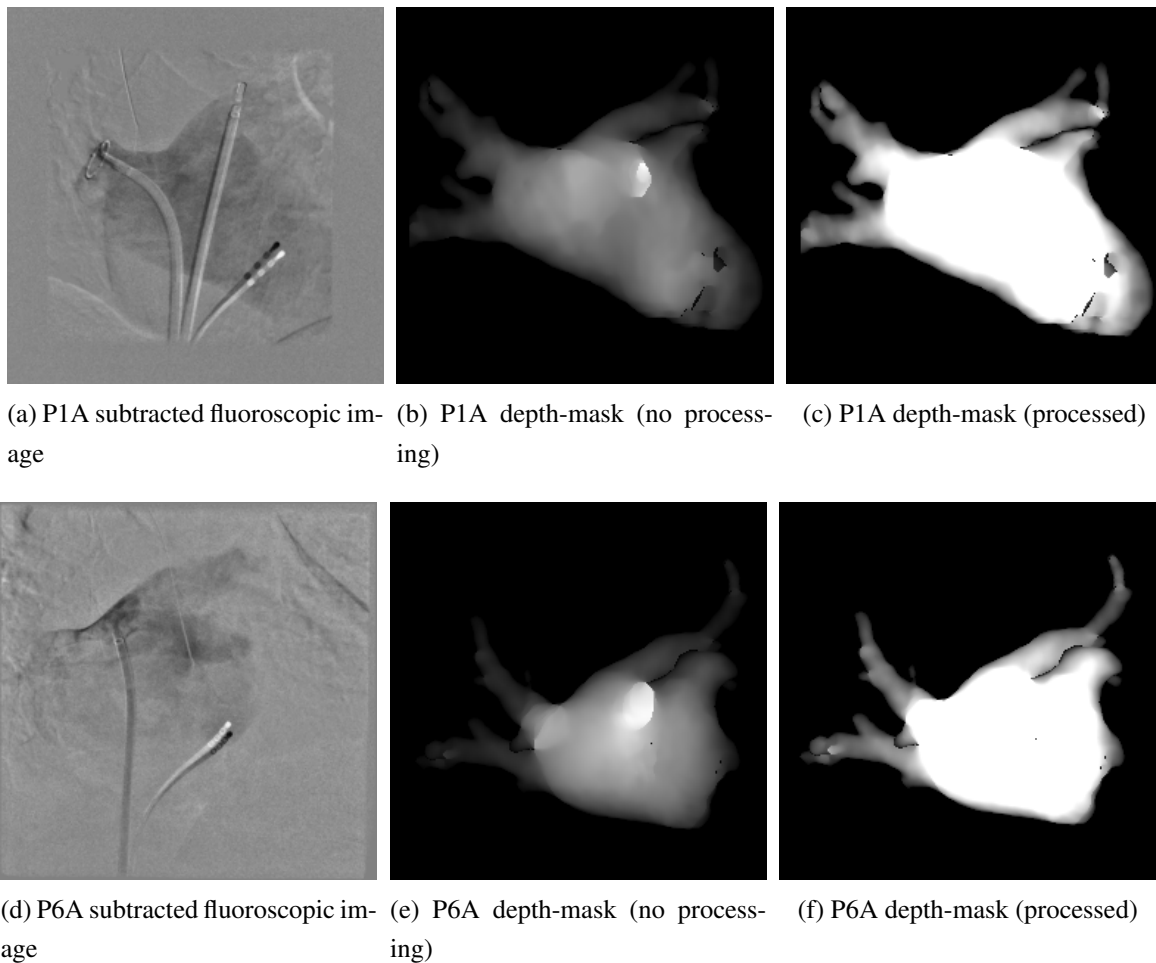 (a) P1A subtracted fluoroscopic im-
age
(b) P1A depth-mask (no process-
ing)
(c) P1A depth-mask (processed)
(d) P6A subtracted fluoroscopic im-
age
(e) P6A depth-mask (no process-
ing)
(f) P6A depth-mask (processed)